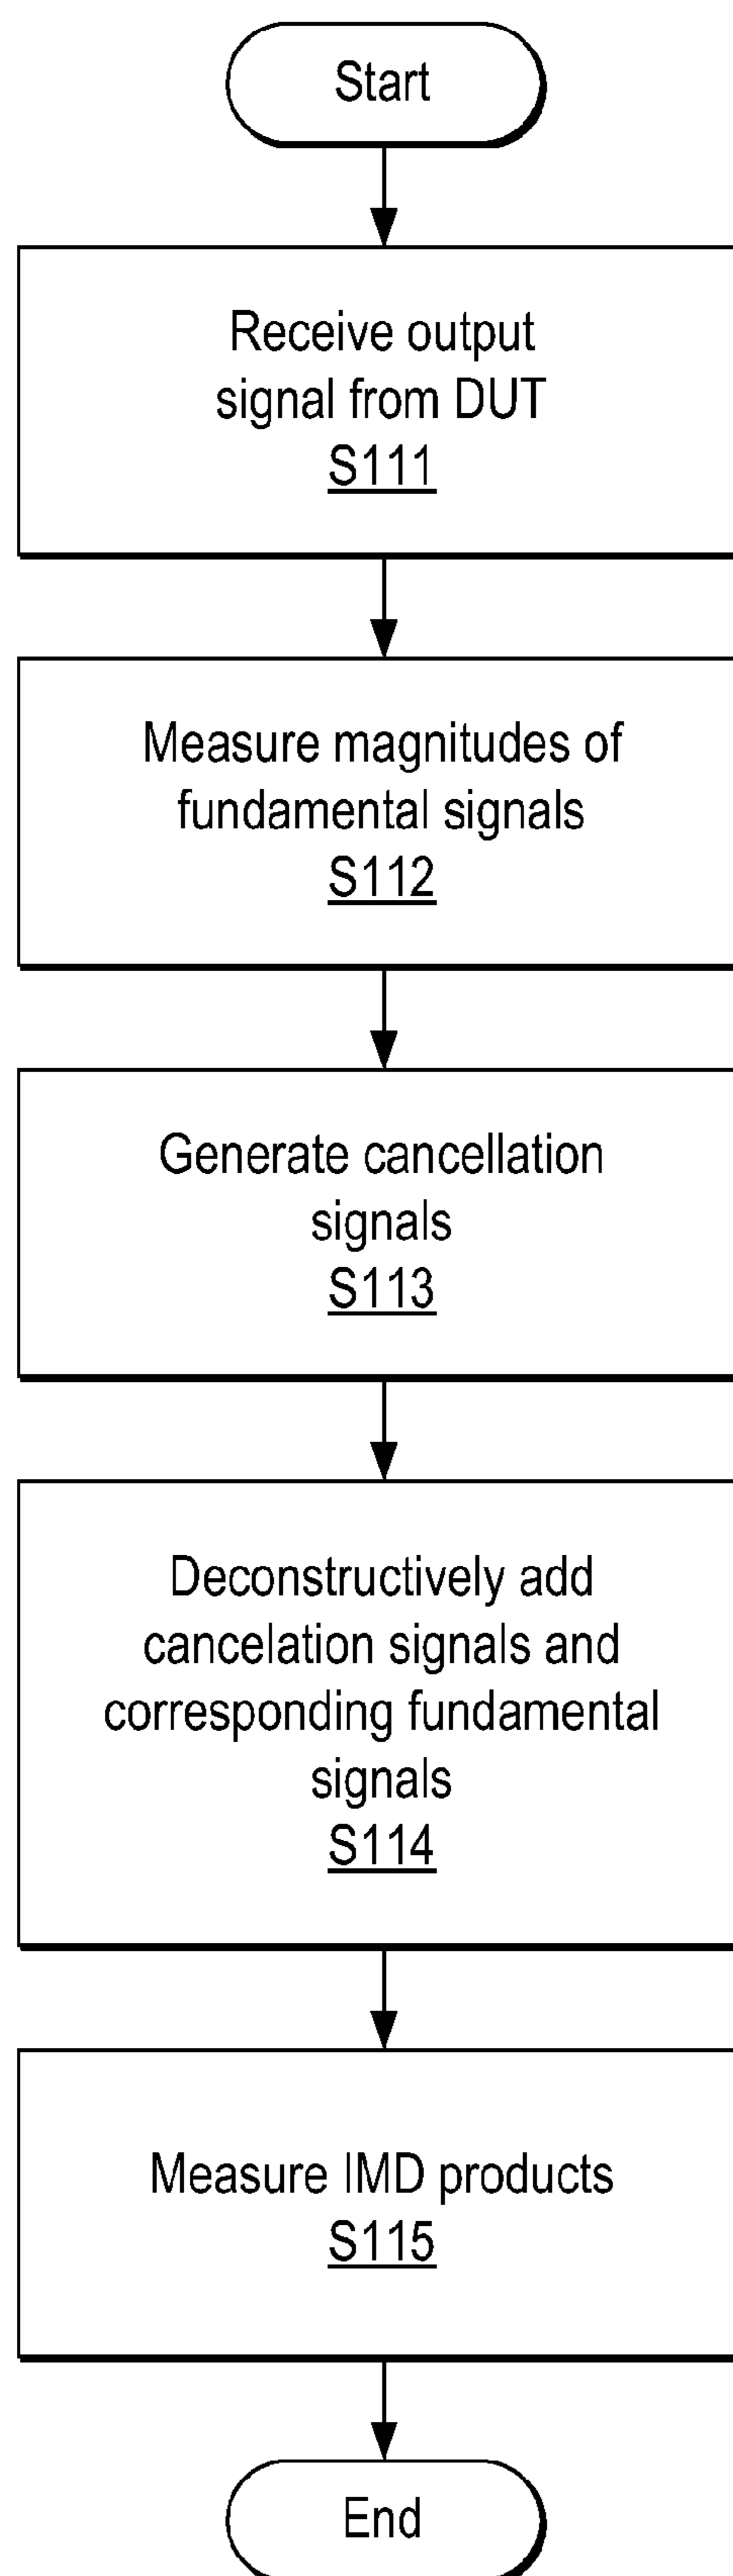 Start
Receive output
signal from DUT
S111
Measure magnitudes of
fundamental signals
S112
Generate cancellation
signals
S113
Deconstructively add
cancelation signals and
corresponding fundamental
signals
S114
Measure IMD products
S115
End